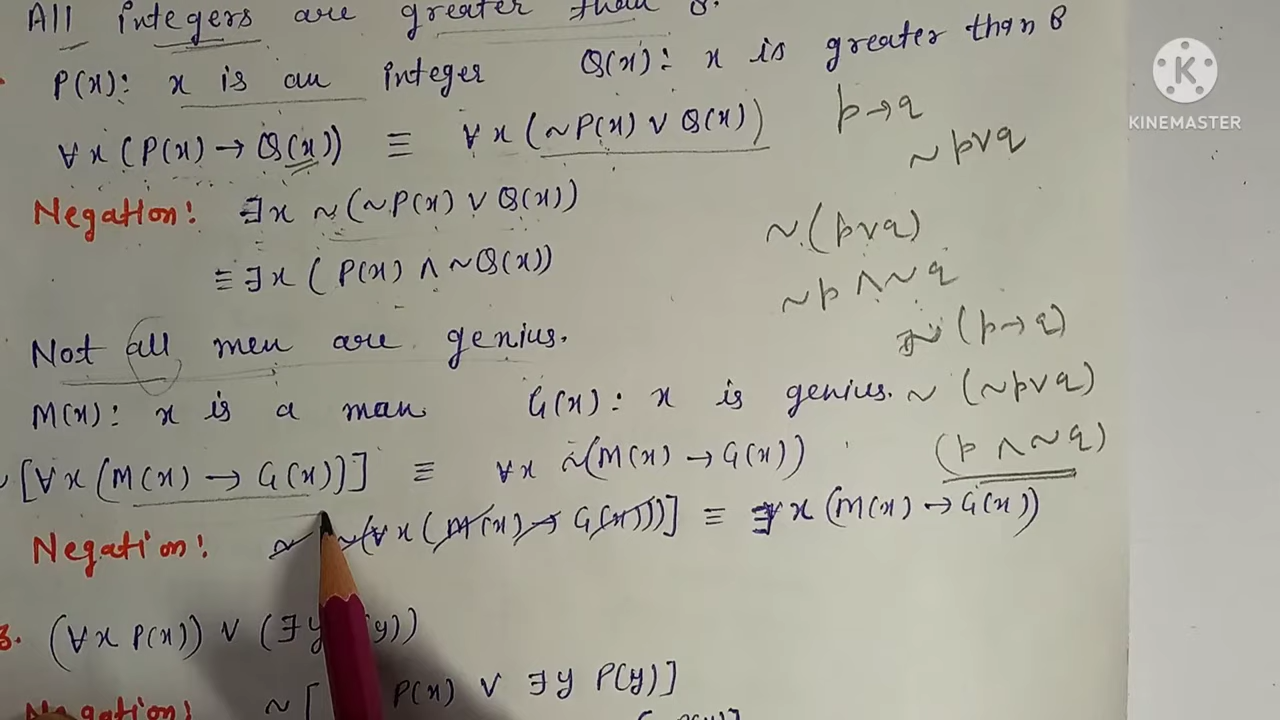 All integers are greater than 8.
P(x): x is an integer Q(x): x is greater than 8
∀x (P(x) → Q(x)) ≡ ∀x (~P(x) ∨ Q(x)) p→q
~p∨q
Negation! ∃x ~(~P(x) ∨ Q(x)) ~(p∨q)
≡ ∃x (P(x) ∧ ~Q(x)) ~p ∧ ~q
Not all men are genius. ~(p→q)
M(x): x is a man. G(x): x is genius. ~(~p∨q)
~[∀x (M(x) → G(x))] ≡ ∀x ~(M(x) → G(x)) (p ∧ ~q)
Negation! ~ ~(∀x (M(x) → G(x)))] ≡ ∃x (M(x) → G(x))
3. (∀x P(x)) ∨ (∃y (y))
Negation! ~[ P(x) ∨ ∃y P(y)]
KINEMASTER